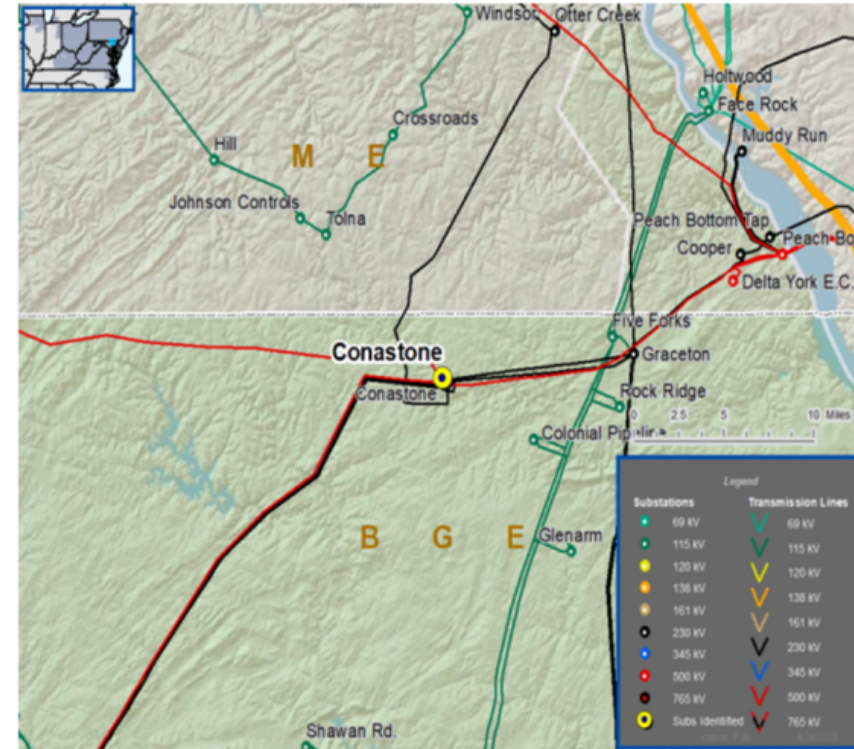 Windsor
Otter Creek
Holtwood
Face Rock
Crossroads
Muddy Run
Hill
M E
Johnson Controls
Tolna
Peach Bottom Tap
Peach Bo
Cooper
Delta York E.C.
Five Forks
Conastone
Graceton
Conastone
Rock Ridge
0 2.5 5 10 Miles
Colonial Pipeline
B G E
Glenarm
Shawan Rd.
Legend
Substations
69 kV
115 kV
120 kV
138 kV
161 kV
230 kV
345 kV
500 kV
765 kV
Subs Identified
Transmission Lines
69 kV
115 kV
120 kV
138 kV
161 kV
230 kV
345 kV
500 kV
765 kV